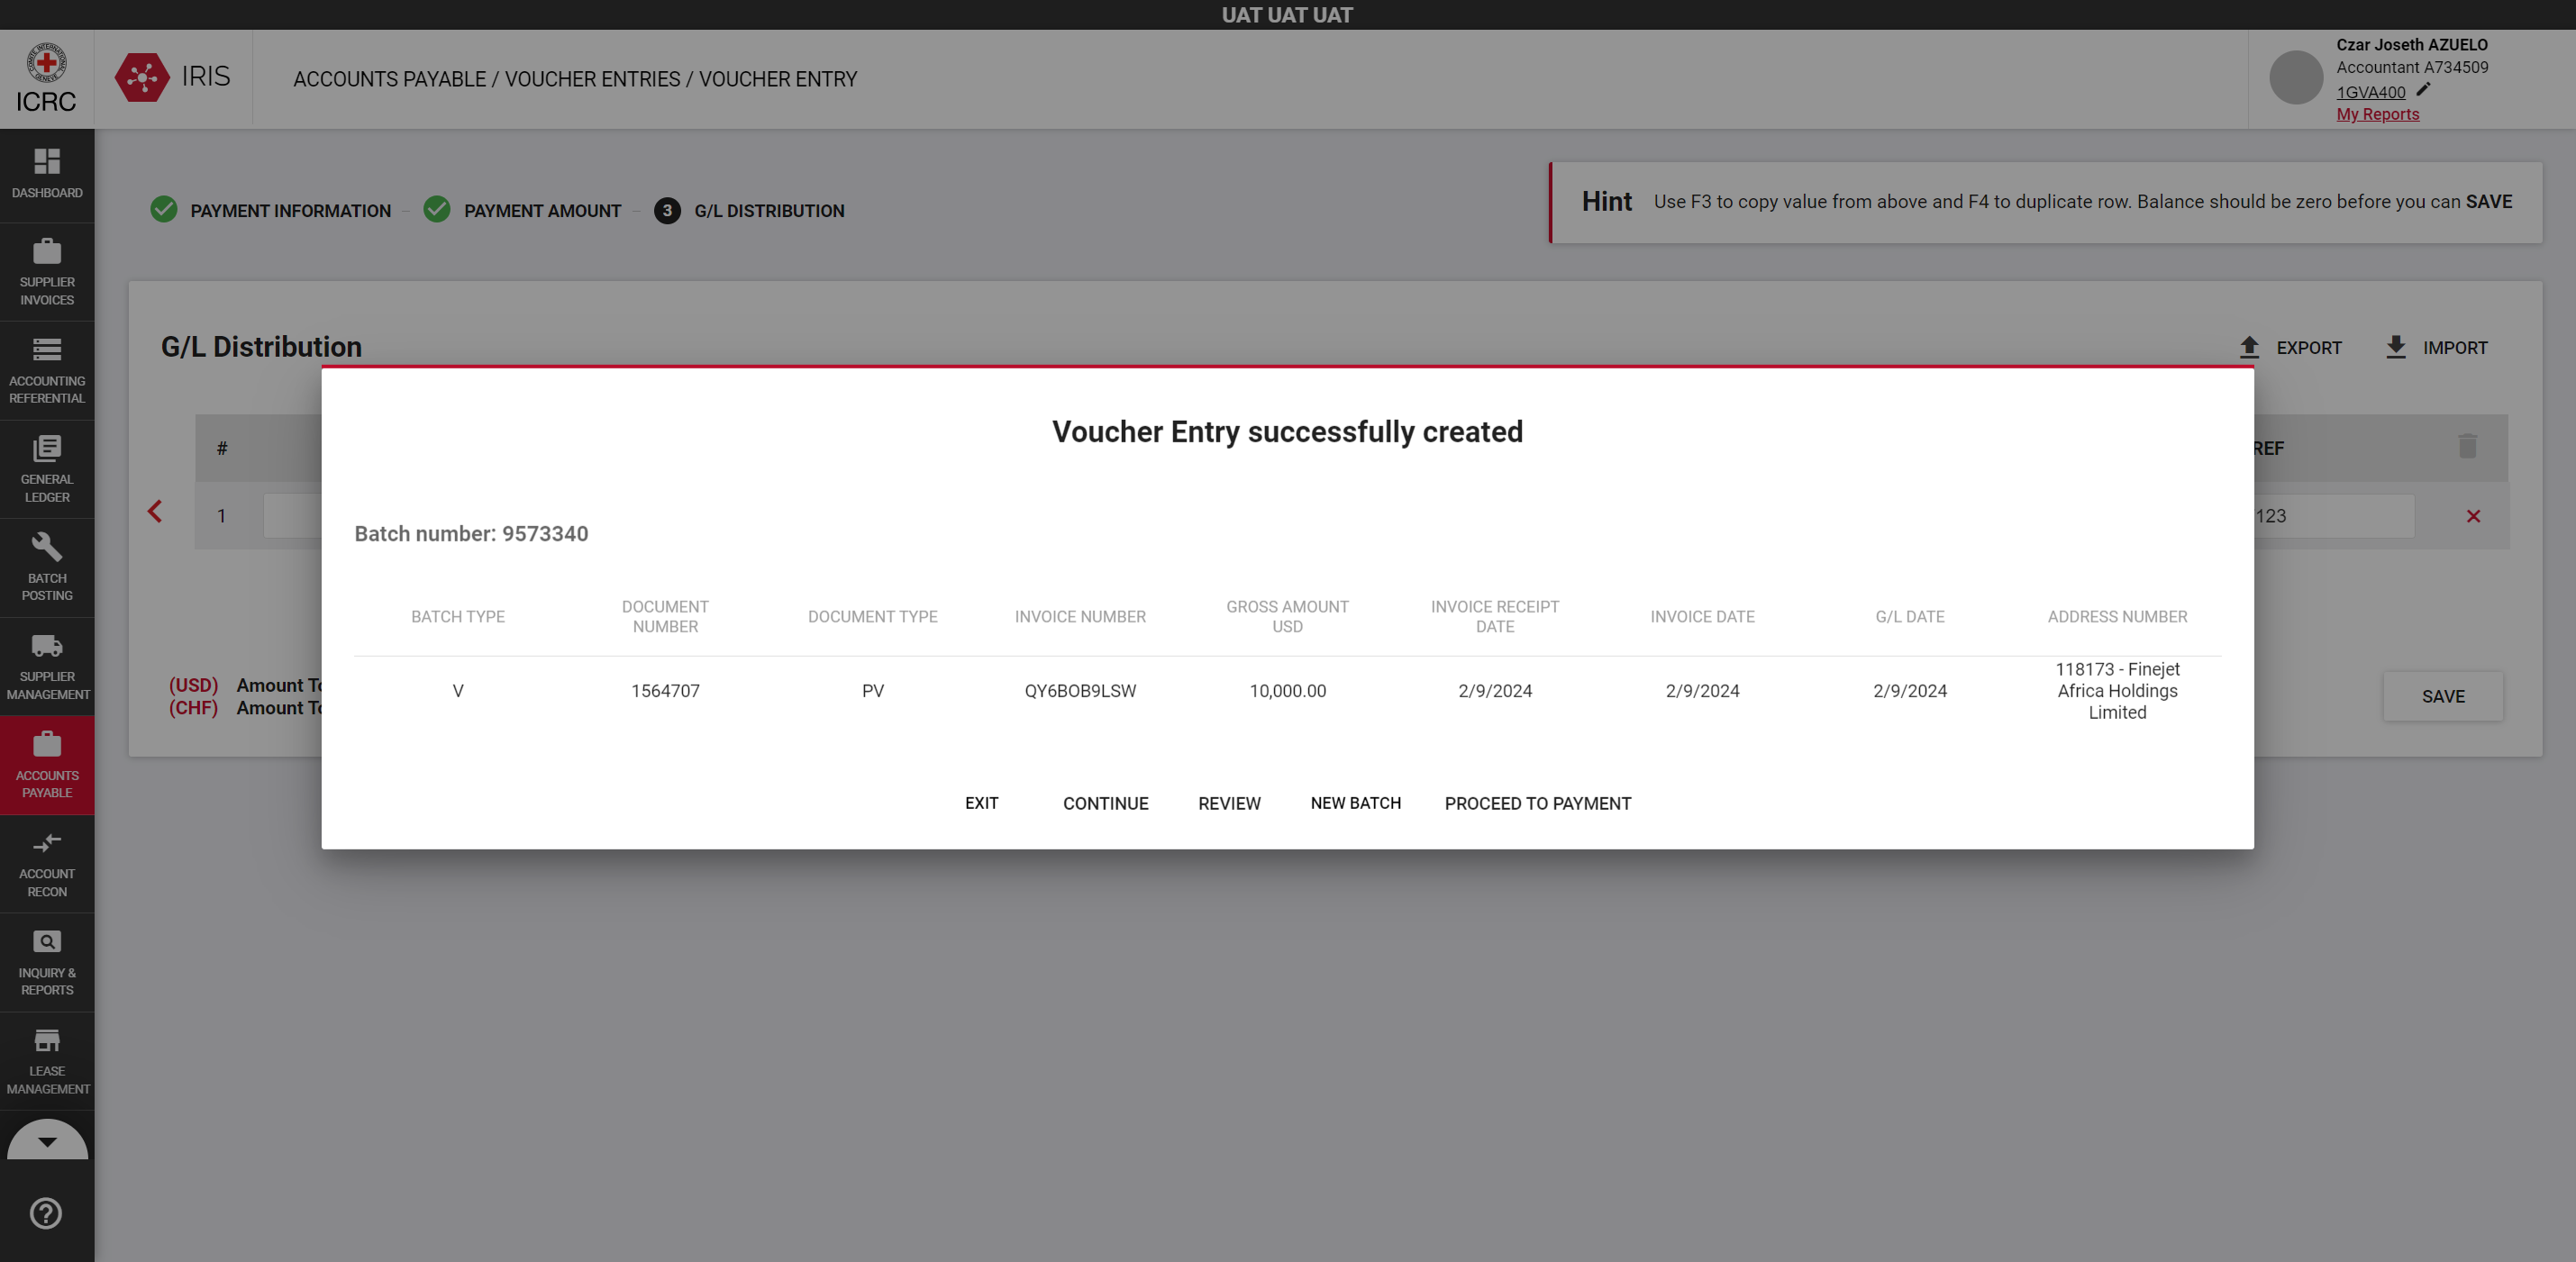 UAT UAT UAT
ICRC
IRIS
ACCOUNTS PAYABLE / VOUCHER ENTRIES / VOUCHER ENTRY
Czar Joseth AZUELO
Accountant A734509
1GVA400
My Reports
DASHBOARD
SUPPLIER
INVOICES
ACCOUNTING
REFERENTIAL
GENERAL
LEDGER
BATCH
POSTING
SUPPLIER
MANAGEMENT
ACCOUNTS
PAYABLE
ACCOUNT
RECON
INQUIRY &
REPORTS
LEASE
MANAGEMENT
PAYMENT INFORMATION
PAYMENT AMOUNT
3 G/L DISTRIBUTION
Hint Use F3 to copy value from above and F4 to duplicate row. Balance should be zero before you can SAVE
G/L Distribution
EXPORT
IMPORT
#
REF
1
123
(USD) Amount To
(CHF) Amount To
SAVE
Voucher Entry successfully created
Batch number: 9573340
BATCH TYPE
DOCUMENT
NUMBER
DOCUMENT TYPE
INVOICE NUMBER
GROSS AMOUNT
USD
INVOICE RECEIPT
DATE
INVOICE DATE
G/L DATE
ADDRESS NUMBER
V
1564707
PV
QY6BOB9LSW
10,000.00
2/9/2024
2/9/2024
2/9/2024
118173 - Finejet
Africa Holdings
Limited
EXIT
CONTINUE
REVIEW
NEW BATCH
PROCEED TO PAYMENT